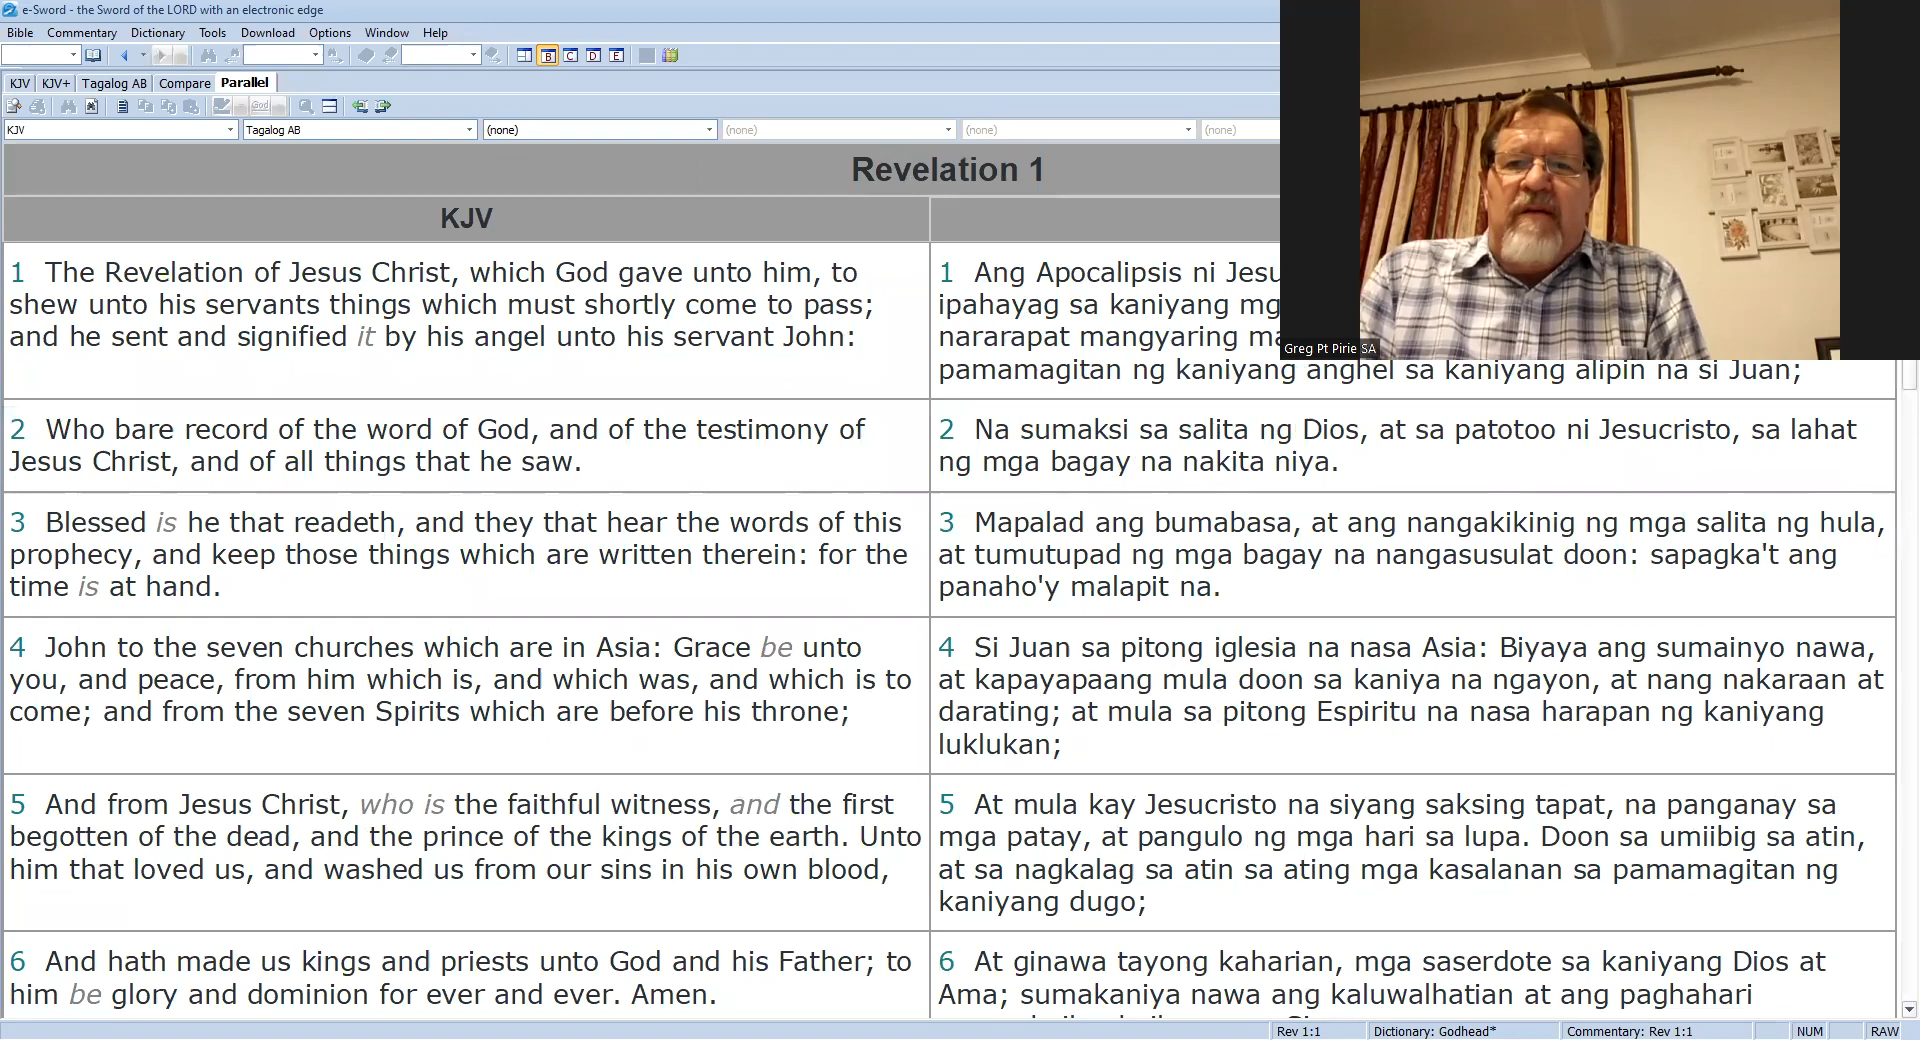 e-Sword - the Sword of the LORD with an electronic edge
Bible Commentary Dictionary Tools Download Options Window Help
B C D E
KJV KJV+ Tagalog AB Compare Parallel
God
KJV Tagalog AB (none) (none) (none) (none)
Revelation 1
KJV
1 The Revelation of Jesus Christ, which God gave unto him, to
shew unto his servants things which must shortly come to pass;
and he sent and signified it by his angel unto his servant John:
1 Ang Apocalipsis ni Jesu
ipahayag sa kaniyang mg
nararapat mangyaring ma
pamamagitan ng kaniyang anghel sa kaniyang alipin na si Juan;
2 Who bare record of the word of God, and of the testimony of
Jesus Christ, and of all things that he saw.
2 Na sumaksi sa salita ng Dios, at sa patotoo ni Jesucristo, sa lahat
ng mga bagay na nakita niya.
3 Blessed is he that readeth, and they that hear the words of this
prophecy, and keep those things which are written therein: for the
time is at hand.
3 Mapalad ang bumabasa, at ang nangakikinig ng mga salita ng hula,
at tumutupad ng mga bagay na nangasusulat doon: sapagka't ang
panaho'y malapit na.
4 John to the seven churches which are in Asia: Grace be unto
you, and peace, from him which is, and which was, and which is to
come; and from the seven Spirits which are before his throne;
4 Si Juan sa pitong iglesia na nasa Asia: Biyaya ang sumainyo nawa,
at kapayapaang mula doon sa kaniya na ngayon, at nang nakaraan at
darating; at mula sa pitong Espiritu na nasa harapan ng kaniyang
luklukan;
5 And from Jesus Christ, who is the faithful witness, and the first
begotten of the dead, and the prince of the kings of the earth. Unto
him that loved us, and washed us from our sins in his own blood,
5 At mula kay Jesucristo na siyang saksing tapat, na panganay sa
mga patay, at pangulo ng mga hari sa lupa. Doon sa umiibig sa atin,
at sa nagkalag sa atin sa ating mga kasalanan sa pamamagitan ng
kaniyang dugo;
6 And hath made us kings and priests unto God and his Father; to
him be glory and dominion for ever and ever. Amen.
6 At ginawa tayong kaharian, mga saserdote sa kaniyang Dios at
Ama; sumakaniya nawa ang kaluwalhatian at ang paghahari
Greg Pt Pirie SA
Rev 1:1 Dictionary: Godhead* Commentary: Rev 1:1 NUM RAW